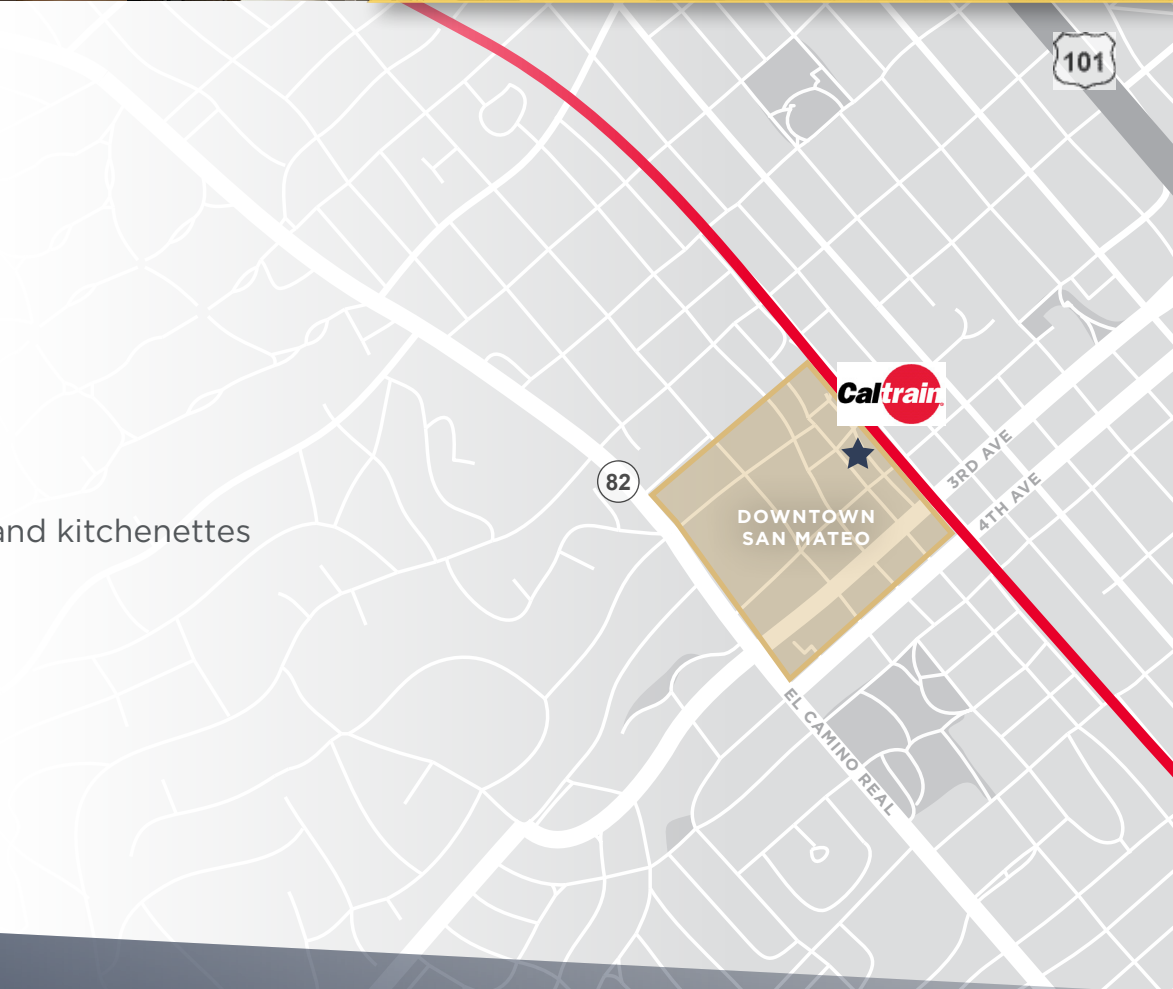 101
Caltrain
3RD AVE
4TH AVE
82
DOWNTOWN
SAN MATEO
and kitchenettes
EL CAMINO REAL